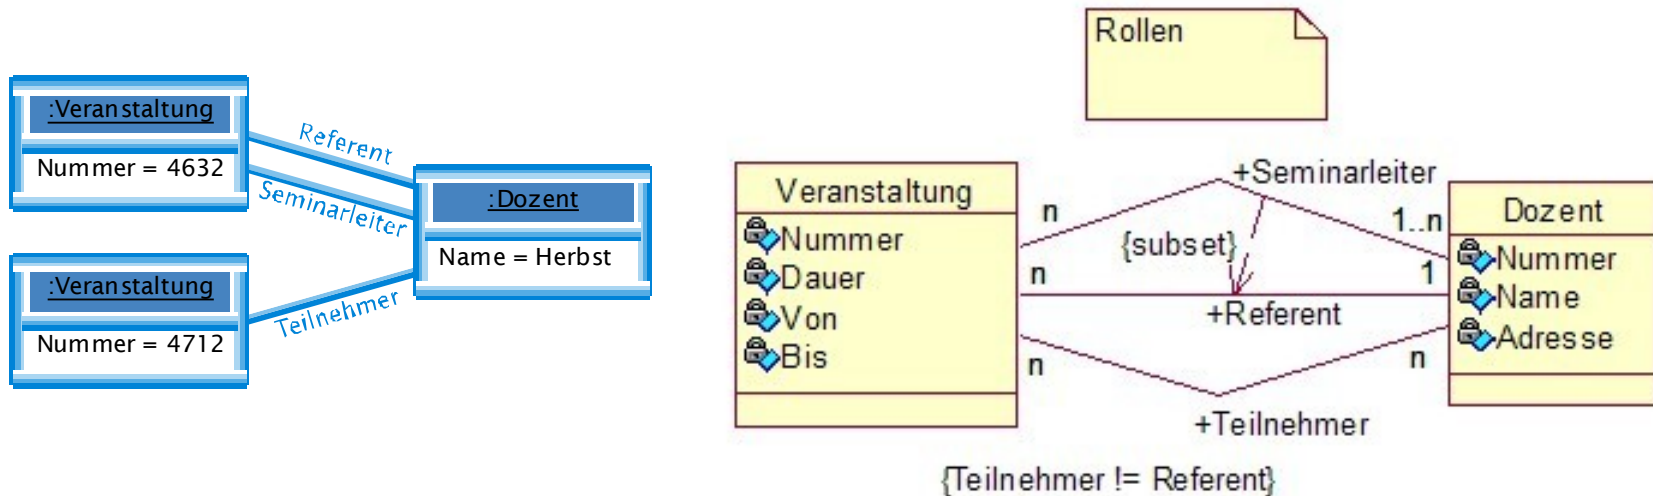 :Veranstaltung
Nummer = 4632
Referent
Seminarleiter
:Dozent
Name = Herbst
:Veranstaltung
Nummer = 4712
Teilnehmer
Rollen
Veranstaltung
Nummer
Dauer
Von
Bis
n
+Seminarleiter
1..n
{subset}
n
1
+Referent
n
n
+Teilnehmer
Dozent
Nummer
Name
Adresse
{Teilnehmer != Referent}